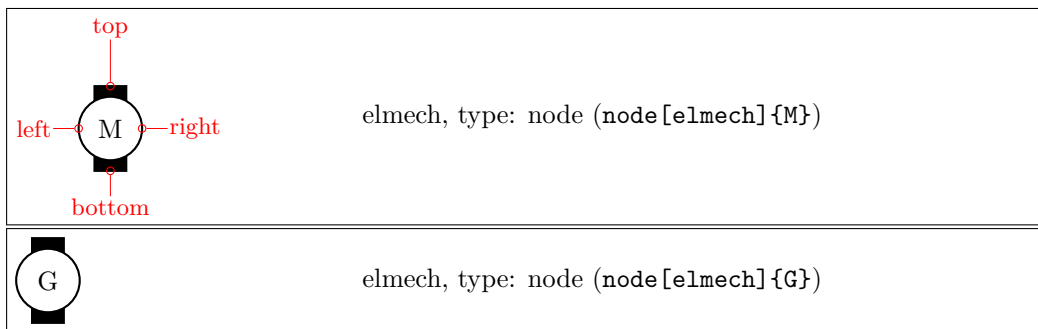 top
left M right
elmech, type: node (node[elmech]{M})
bottom
G
elmech, type: node (node[elmech]{G})